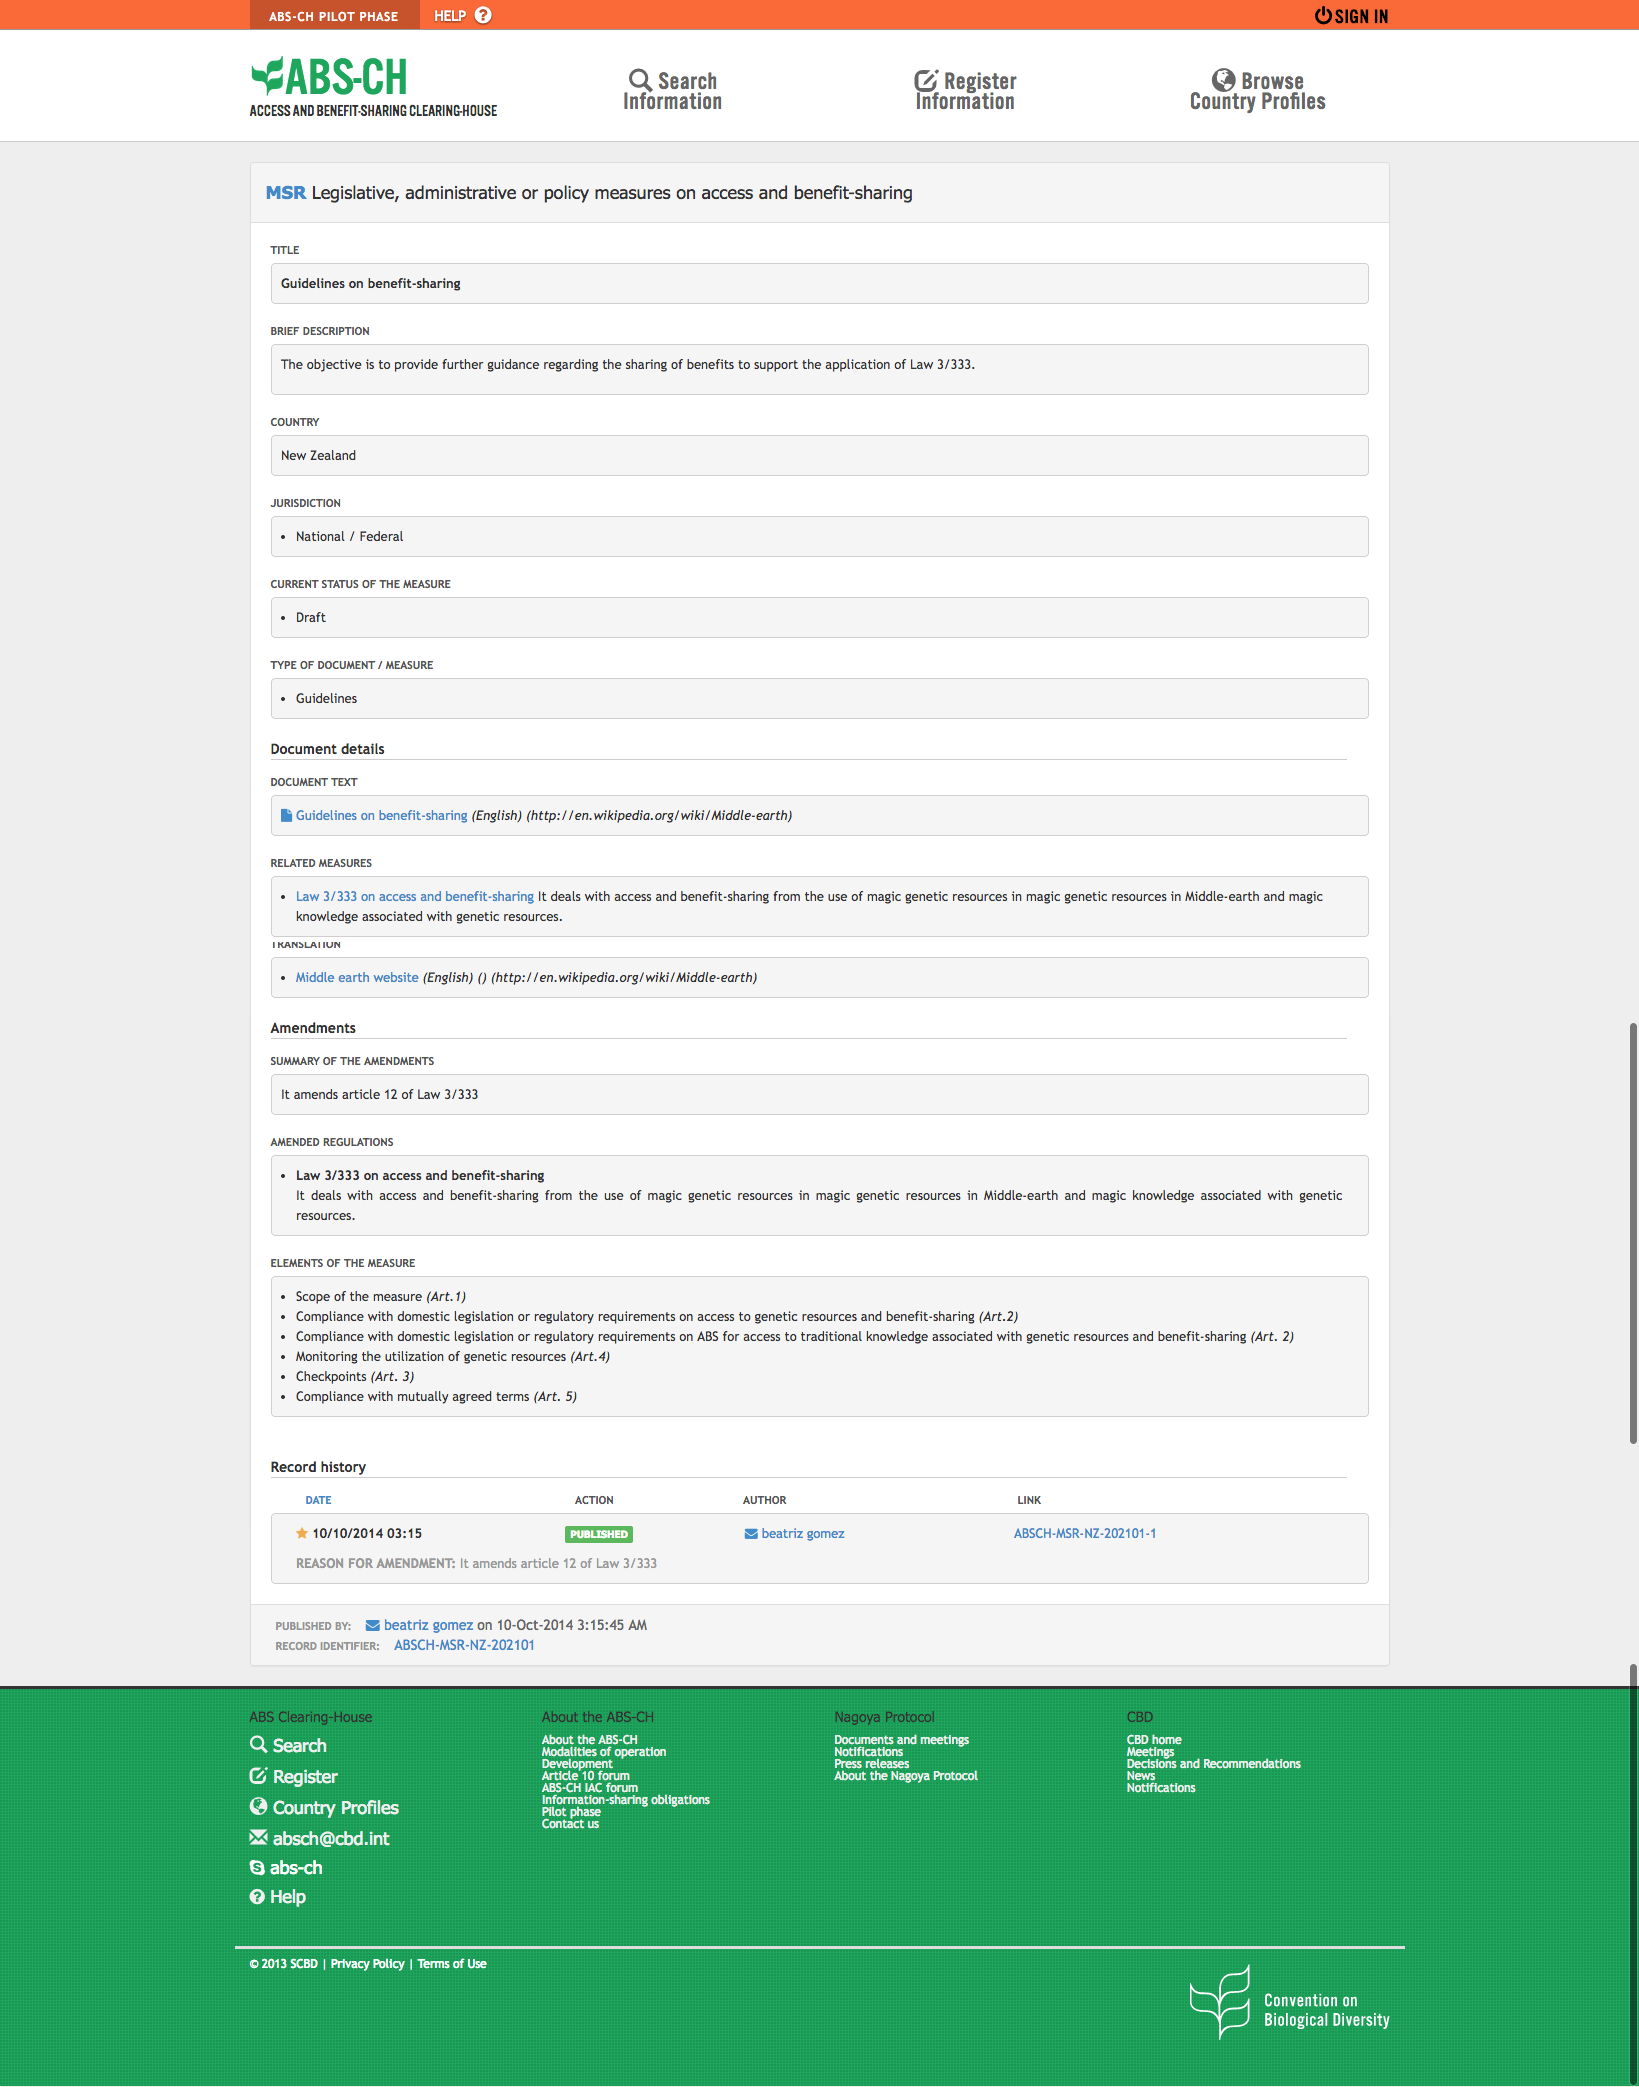 ABS-CH PILOT PHASE HELP ? SIGN IN
ABS-CH
ACCESS AND BENEFIT-SHARING CLEARING-HOUSE
Search
Information
Register
Information
Browse
Country Profiles
MSR Legislative, administrative or policy measures on access and benefit-sharing
TITLE
Guidelines on benefit-sharing
BRIEF DESCRIPTION
The objective is to provide further guidance regarding the sharing of benefits to support the application of Law 3/333.
COUNTRY
New Zealand
JURISDICTION
• National / Federal
CURRENT STATUS OF THE MEASURE
• Draft
TYPE OF DOCUMENT / MEASURE
• Guidelines
Document details
DOCUMENT TEXT
Guidelines on benefit-sharing (English) (http://en.wikipedia.org/wiki/Middle-earth)
RELATED MEASURES
• Law 3/333 on access and benefit-sharing It deals with access and benefit-sharing from the use of magic genetic resources in magic genetic resources in Middle-earth and magic
knowledge associated with genetic resources.
TRANSLATION
• Middle earth website (English) () (http://en.wikipedia.org/wiki/Middle-earth)
Amendments
SUMMARY OF THE AMENDMENTS
It amends article 12 of Law 3/333
AMENDED REGULATIONS
• Law 3/333 on access and benefit-sharing
It deals with access and benefit-sharing from the use of magic genetic resources in magic genetic resources in Middle-earth and magic knowledge associated with genetic
resources.
ELEMENTS OF THE MEASURE
• Scope of the measure (Art.1)
• Compliance with domestic legislation or regulatory requirements on access to genetic resources and benefit-sharing (Art.2)
• Compliance with domestic legislation or regulatory requirements on ABS for access to traditional knowledge associated with genetic resources and benefit-sharing (Art. 2)
• Monitoring the utilization of genetic resources (Art.4)
• Checkpoints (Art. 3)
• Compliance with mutually agreed terms (Art. 5)
Record history
DATE ACTION AUTHOR LINK
10/10/2014 03:15 PUBLISHED beatriz gomez ABSCH-MSR-NZ-202101-1
REASON FOR AMENDMENT: It amends article 12 of Law 3/333
PUBLISHED BY: beatriz gomez on 10-Oct-2014 3:15:45 AM
RECORD IDENTIFIER: ABSCH-MSR-NZ-202101
ABS Clearing-House
Search
Register
Country Profiles
absch@cbd.int
abs-ch
Help
About the ABS-CH
About the ABS-CH
Modalities of operation
Development
Article 10 forum
ABS-CH IAC forum
Information-sharing obligations
Pilot phase
Contact us
Nagoya Protocol
Documents and meetings
Notifications
Press releases
About the Nagoya Protocol
CBD
CBD home
Meetings
Decisions and Recommendations
News
Notifications
© 2013 SCBD | Privacy Policy | Terms of Use
Convention on
Biological Diversity